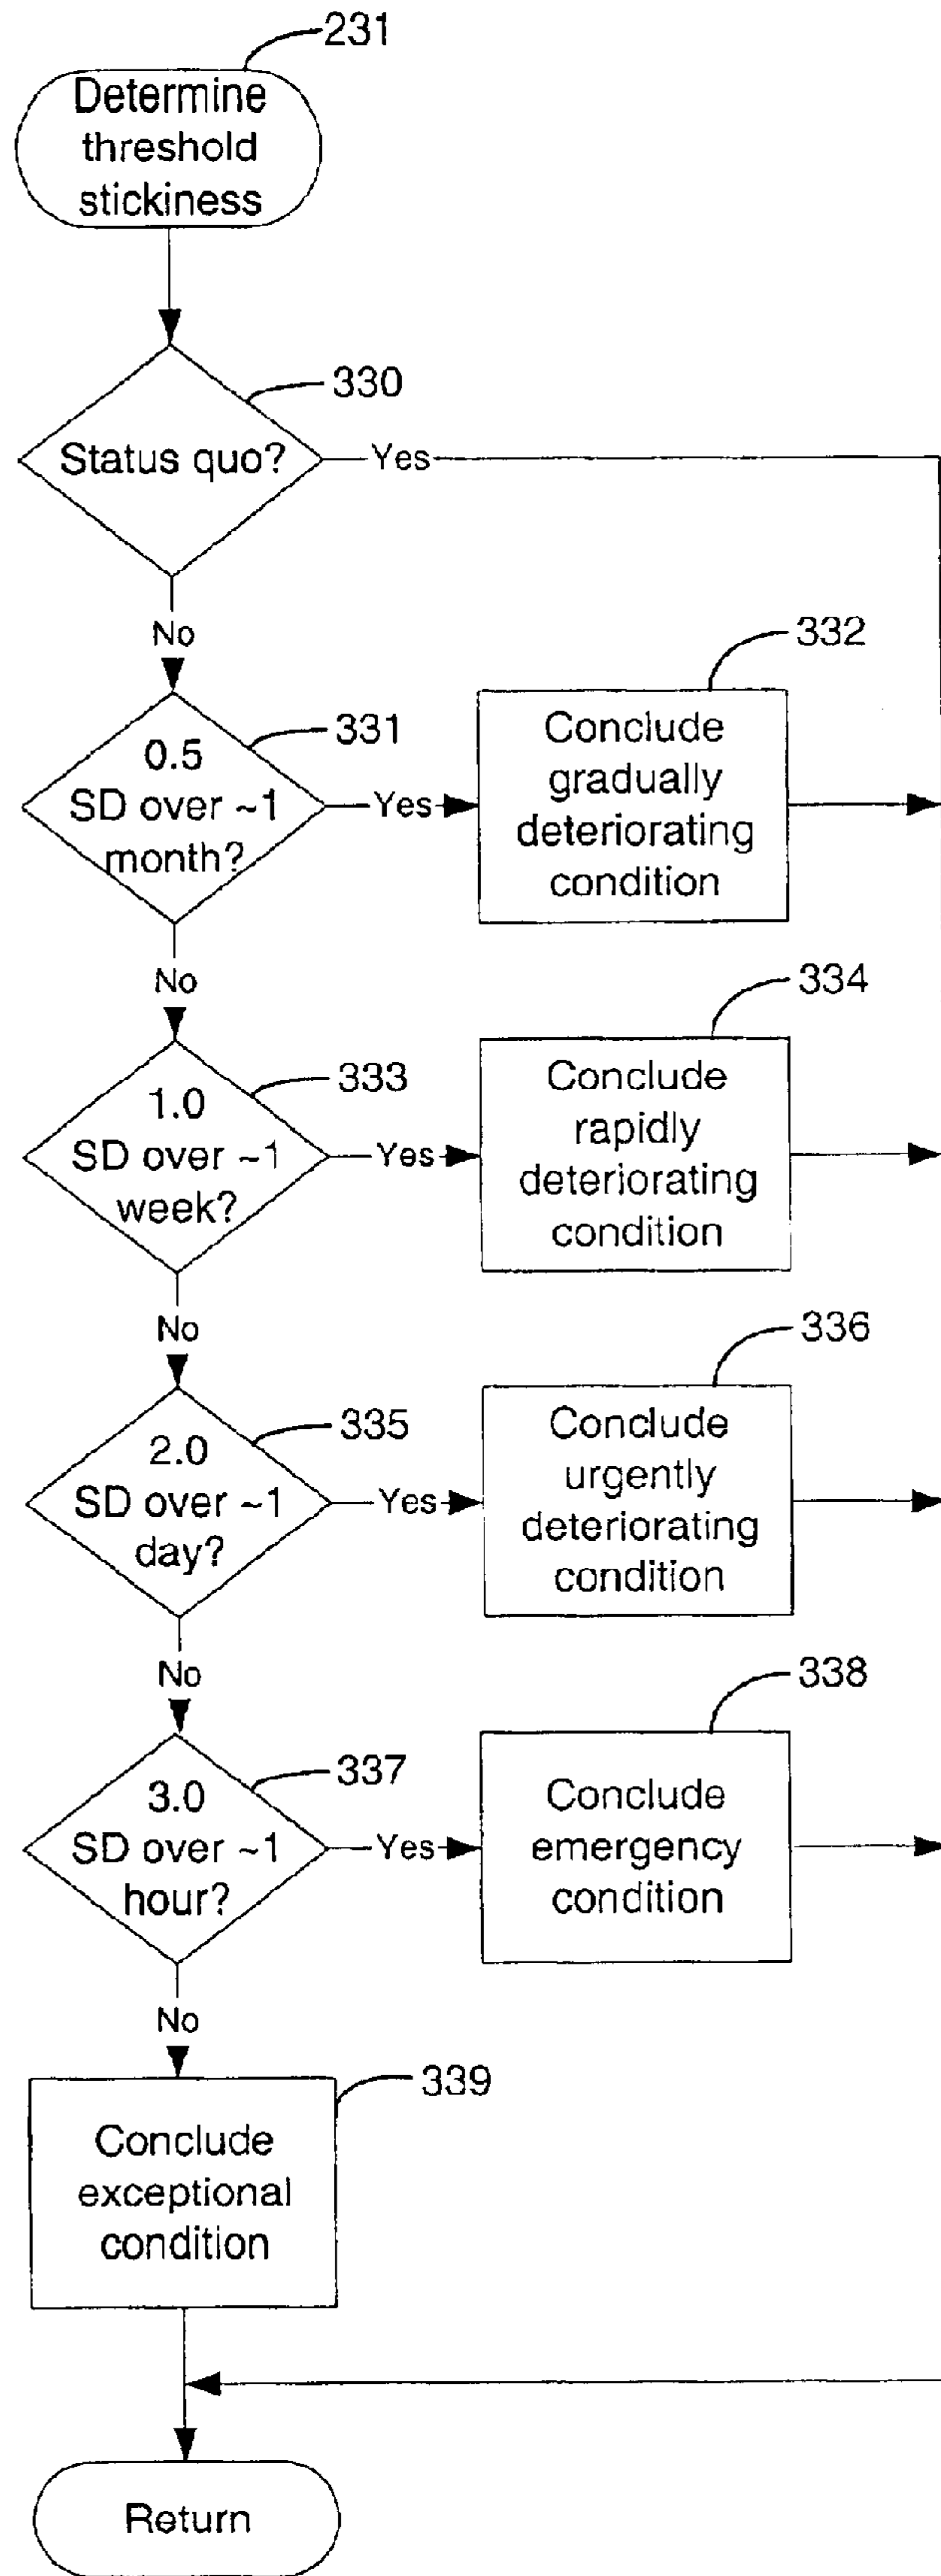 231
Determine
threshold
stickiness
330
Status quo?
Yes
No
331
0.5
SD over ~1
month?
Yes
332
Conclude
gradually
deteriorating
condition
No
333
1.0
SD over ~1
week?
Yes
334
Conclude
rapidly
deteriorating
condition
No
335
2.0
SD over ~1
day?
Yes
336
Conclude
urgently
deteriorating
condition
No
337
3.0
SD over ~1
hour?
Yes
338
Conclude
emergency
condition
No
339
Conclude
exceptional
condition
Return